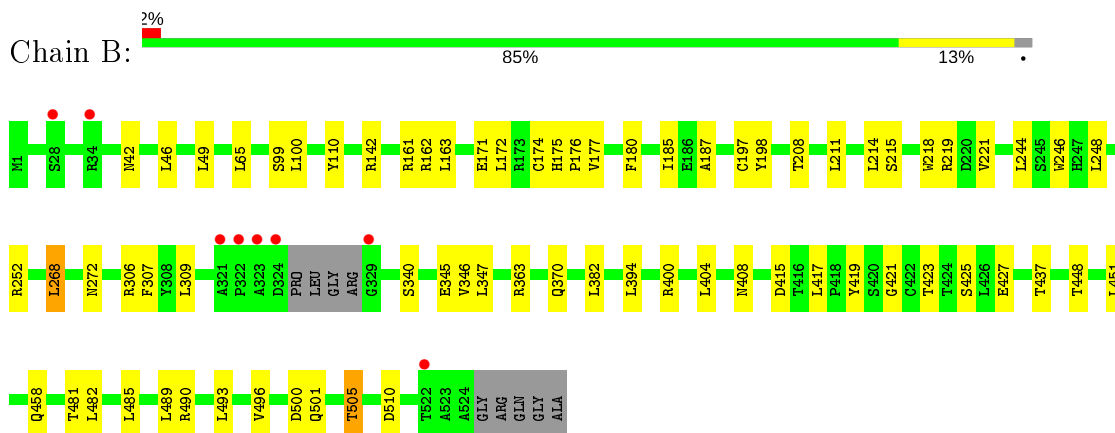 2%
Chain B:
85% 13% •
M1 S28 R34 N42 L46 L49 L65 S99 L100 Y110 R142 R161 R162 L163 E171 L172 R173 C174 H175 P176 V177 F180 I185 E186 A187 C197 Y198 T208 L211 L214 S215 W218 R219 D220 V221 L244 S245 W246 H247 L248
R252 L268 N272 R306 F307 Y308 L309 A321 P322 A323 D324 PRO LEU GLY ARG G329 S340 E345 V346 L347 R363 Q370 L382 L394 R400 L404 N408 D415 T416 L417 P418 Y419 S420 G421 C422 T423 T424 S425 L426 E427 T437 T448 L451
Q458 T481 L482 L485 L489 R490 L493 V496 D500 Q501 T505 D510 T522 A523 A524 GLY ARG GLN GLY ALA